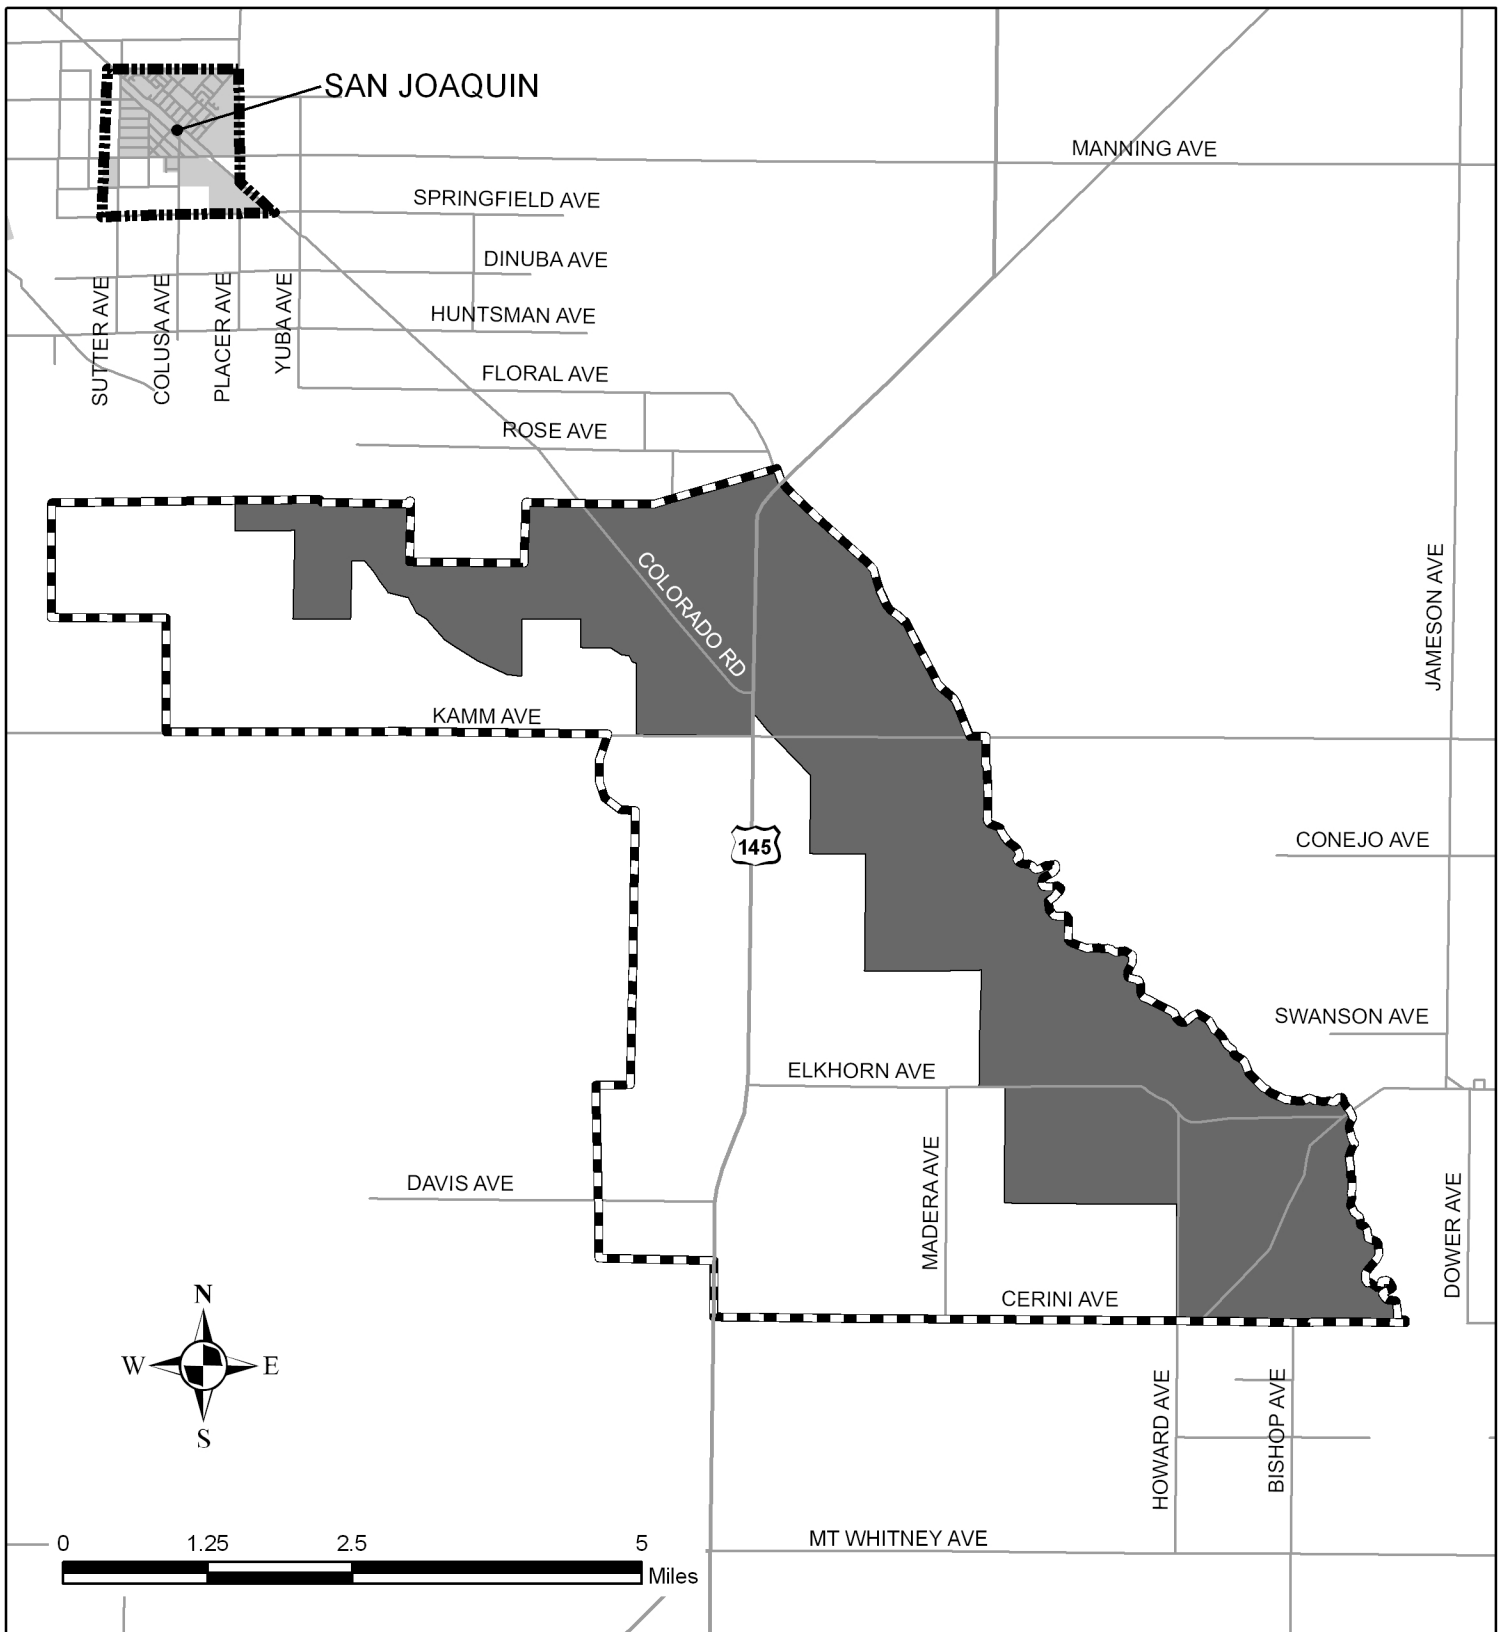 SAN JOAQUIN
MANNING AVE
SPRINGFIELD AVE
DINUBA AVE
SUTTER AVE
COLUSA AVE
PLACER AVE
YUBA AVE
HUNTSMAN AVE
FLORAL AVE
ROSE AVE
COLORADO RD
JAMESON AVE
KAMM AVE
145
CONEJO AVE
SWANSON AVE
ELKHORN AVE
MADERA AVE
DAVIS AVE
DOWER AVE
CERINI AVE
N
W E
S
HOWARD AVE
BISHOP AVE
MT WHITNEY AVE
0 1.25 2.5 5
Miles